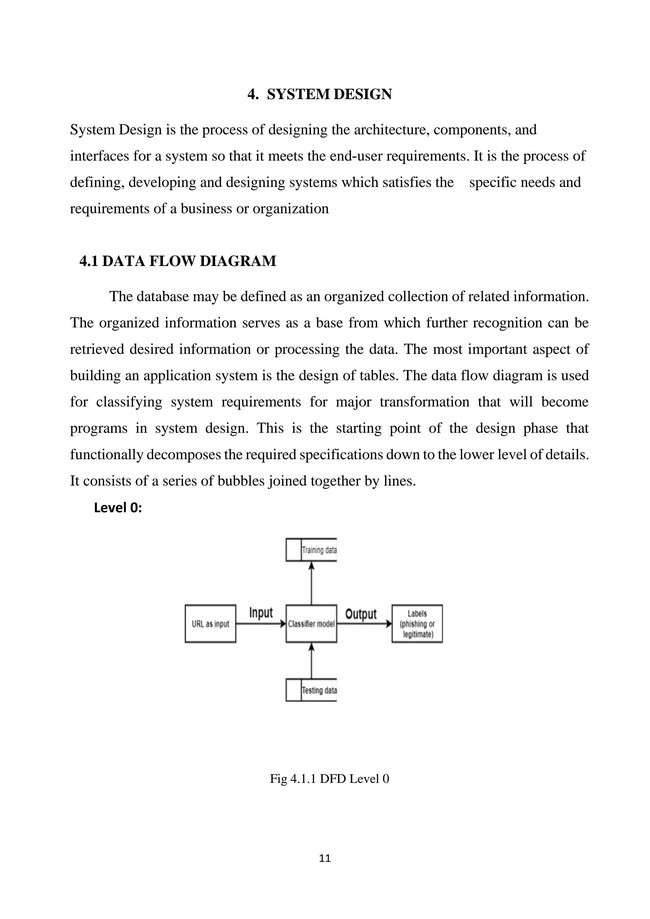 4. SYSTEM DESIGN
System Design is the process of designing the architecture, components, and
interfaces for a system so that it meets the end-user requirements. It is the process of
defining, developing and designing systems which satisfies the specific needs and
requirements of a business or organization
4.1 DATA FLOW DIAGRAM
The database may be defined as an organized collection of related information.
The organized information serves as a base from which further recognition can be
retrieved desired information or processing the data. The most important aspect of
building an application system is the design of tables. The data flow diagram is used
for classifying system requirements for major transformation that will become
programs in system design. This is the starting point of the design phase that
functionally decomposes the required specifications down to the lower level of details.
It consists of a series of bubbles joined together by lines.
Level 0:
Training data
URL as input
Input
Classifier model
Output
Labels
(phishing or
legitimate)
Testing data
Fig 4.1.1 DFD Level 0
11